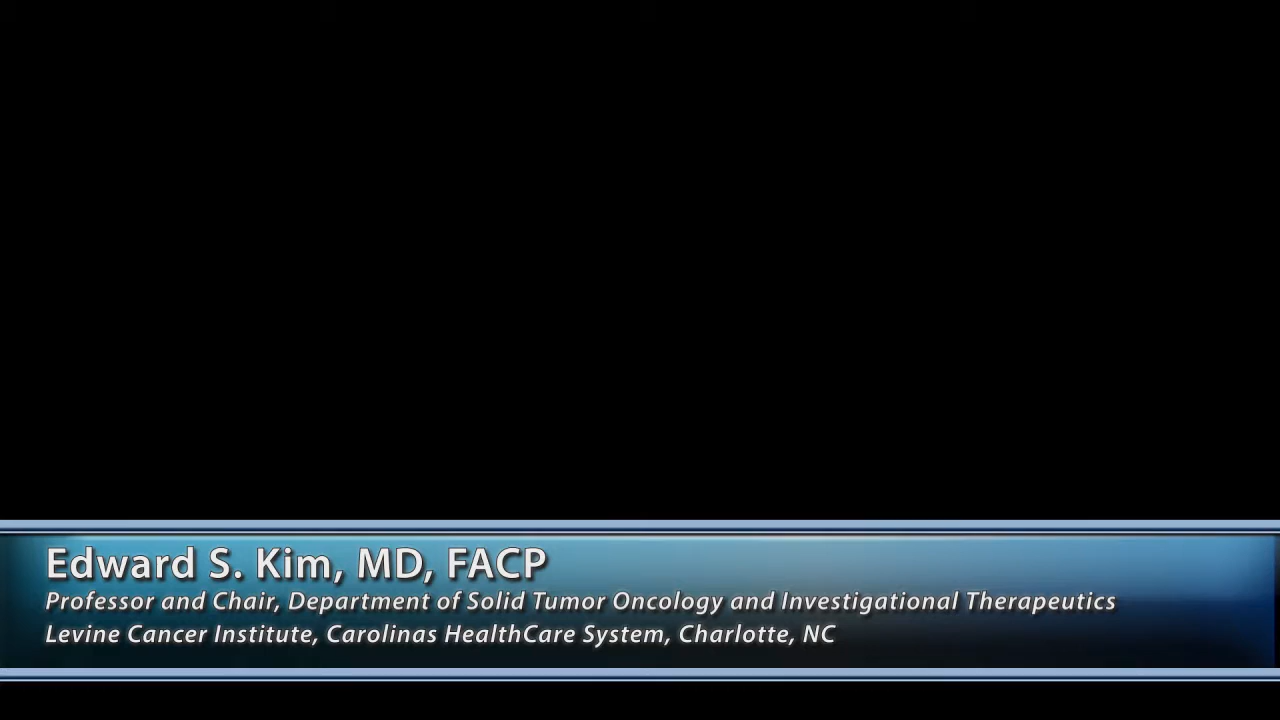 Edward S. Kim, MD, FACP
Professor and Chair, Department of Solid Tumor Oncology and Investigational Therapeutics
Levine Cancer Institute, Carolinas HealthCare System, Charlotte, NC